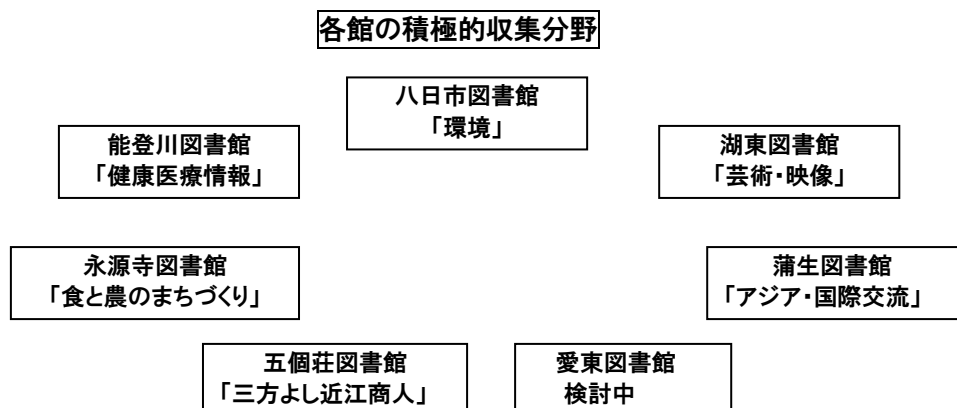 各館の積極的収集分野
八日市図書館
「環境」
能登川図書館
「健康医療情報」
湖東図書館
「芸術・映像」
永源寺図書館
「食と農のまちづくり」
蒲生図書館
「アジア・国際交流」
五個荘図書館
「三方よし近江商人」
愛東図書館
検討中